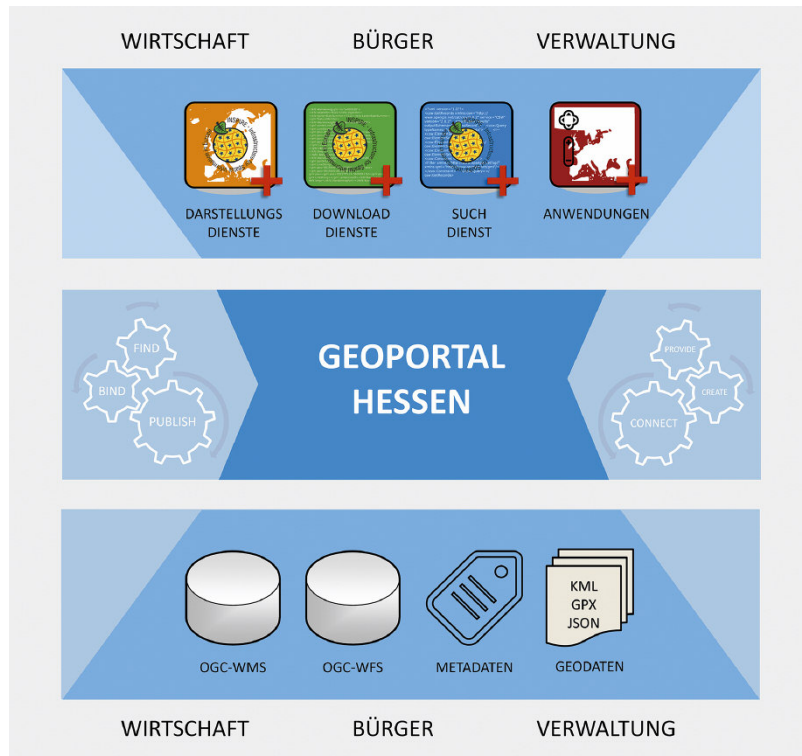 WIRTSCHAFT BÜRGER VERWALTUNG
DARSTELLUNGS
DIENSTE
DOWNLOAD
DIENSTE
SUCH
DIENST
ANWENDUNGEN
FIND
BIND
PUBLISH
GEOPORTAL
HESSEN
PROVIDE
CREATE
CONNECT
KML
GPX
JSON
OGC-WMS OGC-WFS METADATEN GEODATEN
WIRTSCHAFT BÜRGER VERWALTUNG